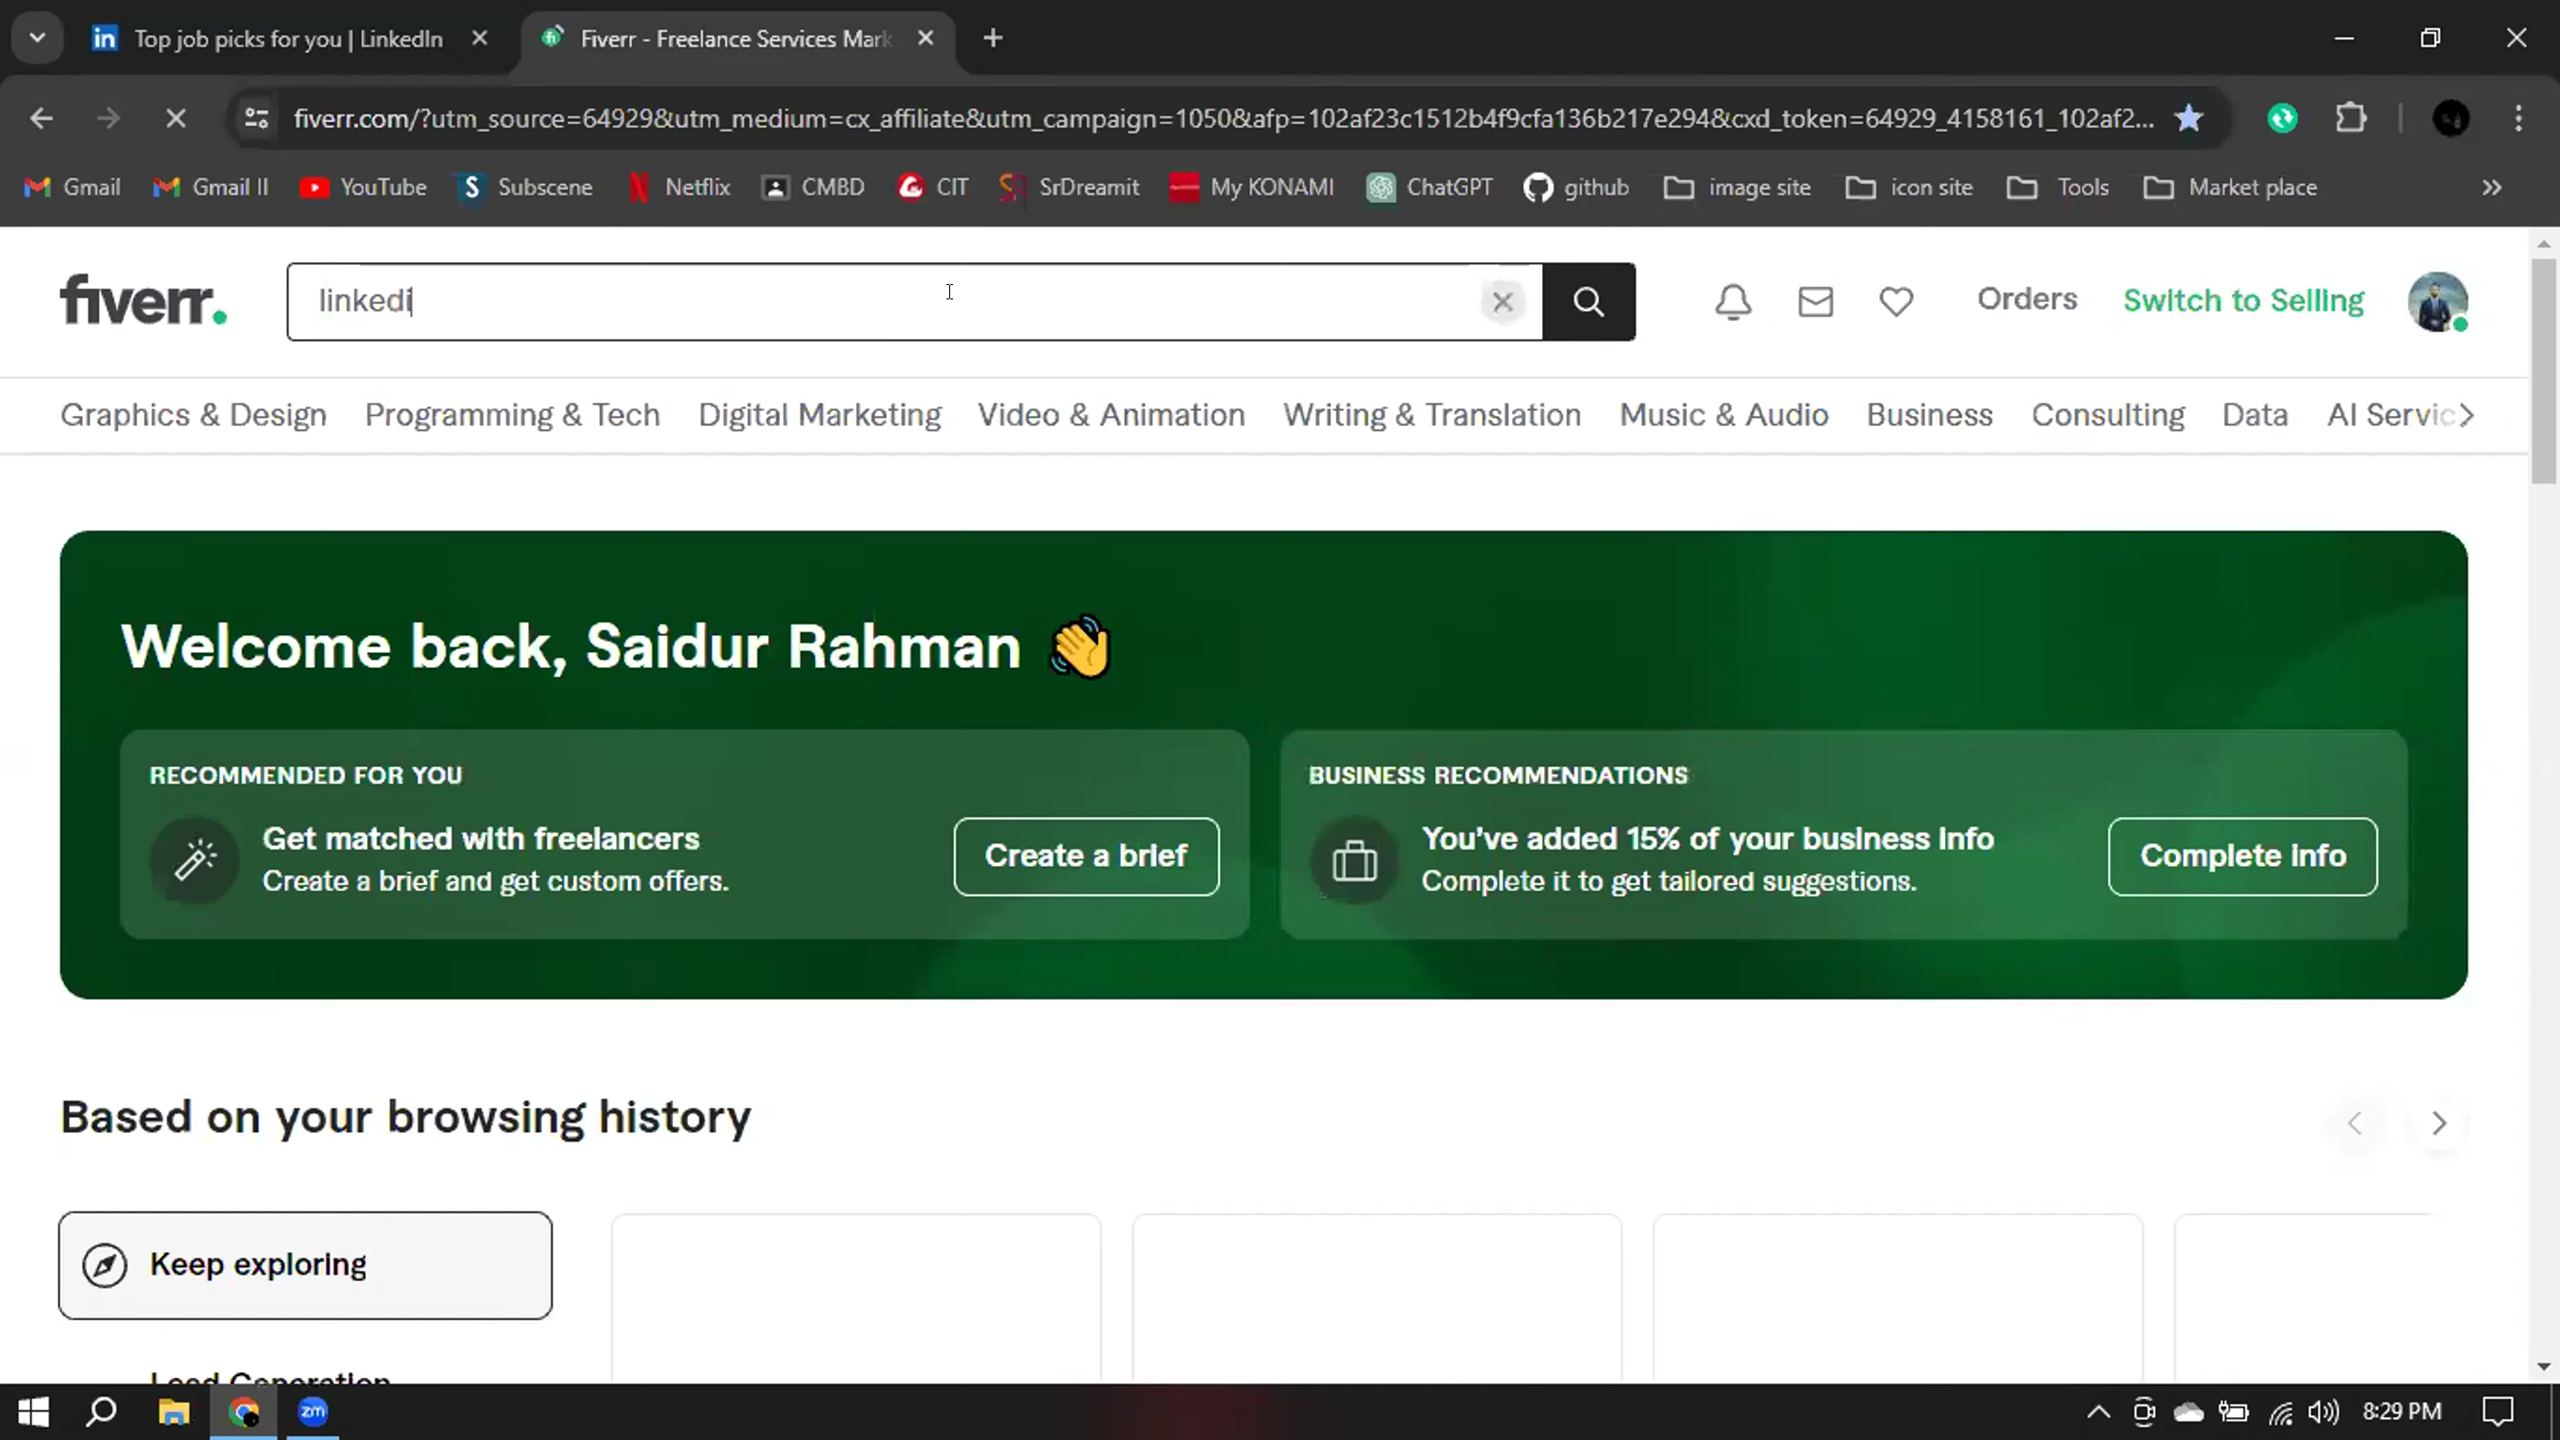 Top job picks for you | LinkedIn
Fiverr - Freelance Services Mark
fiverr.com/?utm_source=64929&utm_medium=cx_affiliate&utm_campaign=1050&afp=102af23c1512b4f9cfa136b217e294&cxd_token=64929_4158161_102af2...
Gmail Gmail II YouTube Subscene Netflix CMBD CIT SrDreamit My KONAMI ChatGPT github image site icon site Tools Market place
fiverr. linkedi Orders Switch to Selling
Graphics & Design Programming & Tech Digital Marketing Video & Animation Writing & Translation Music & Audio Business Consulting Data AI Servic
Welcome back, Saidur Rahman
RECOMMENDED FOR YOU
Get matched with freelancers
Create a brief and get custom offers.
Create a brief
BUSINESS RECOMMENDATIONS
You've added 15% of your business info
Complete it to get tailored suggestions.
Complete info
Based on your browsing history
Keep exploring
Lead Generation
zm 8:29 PM